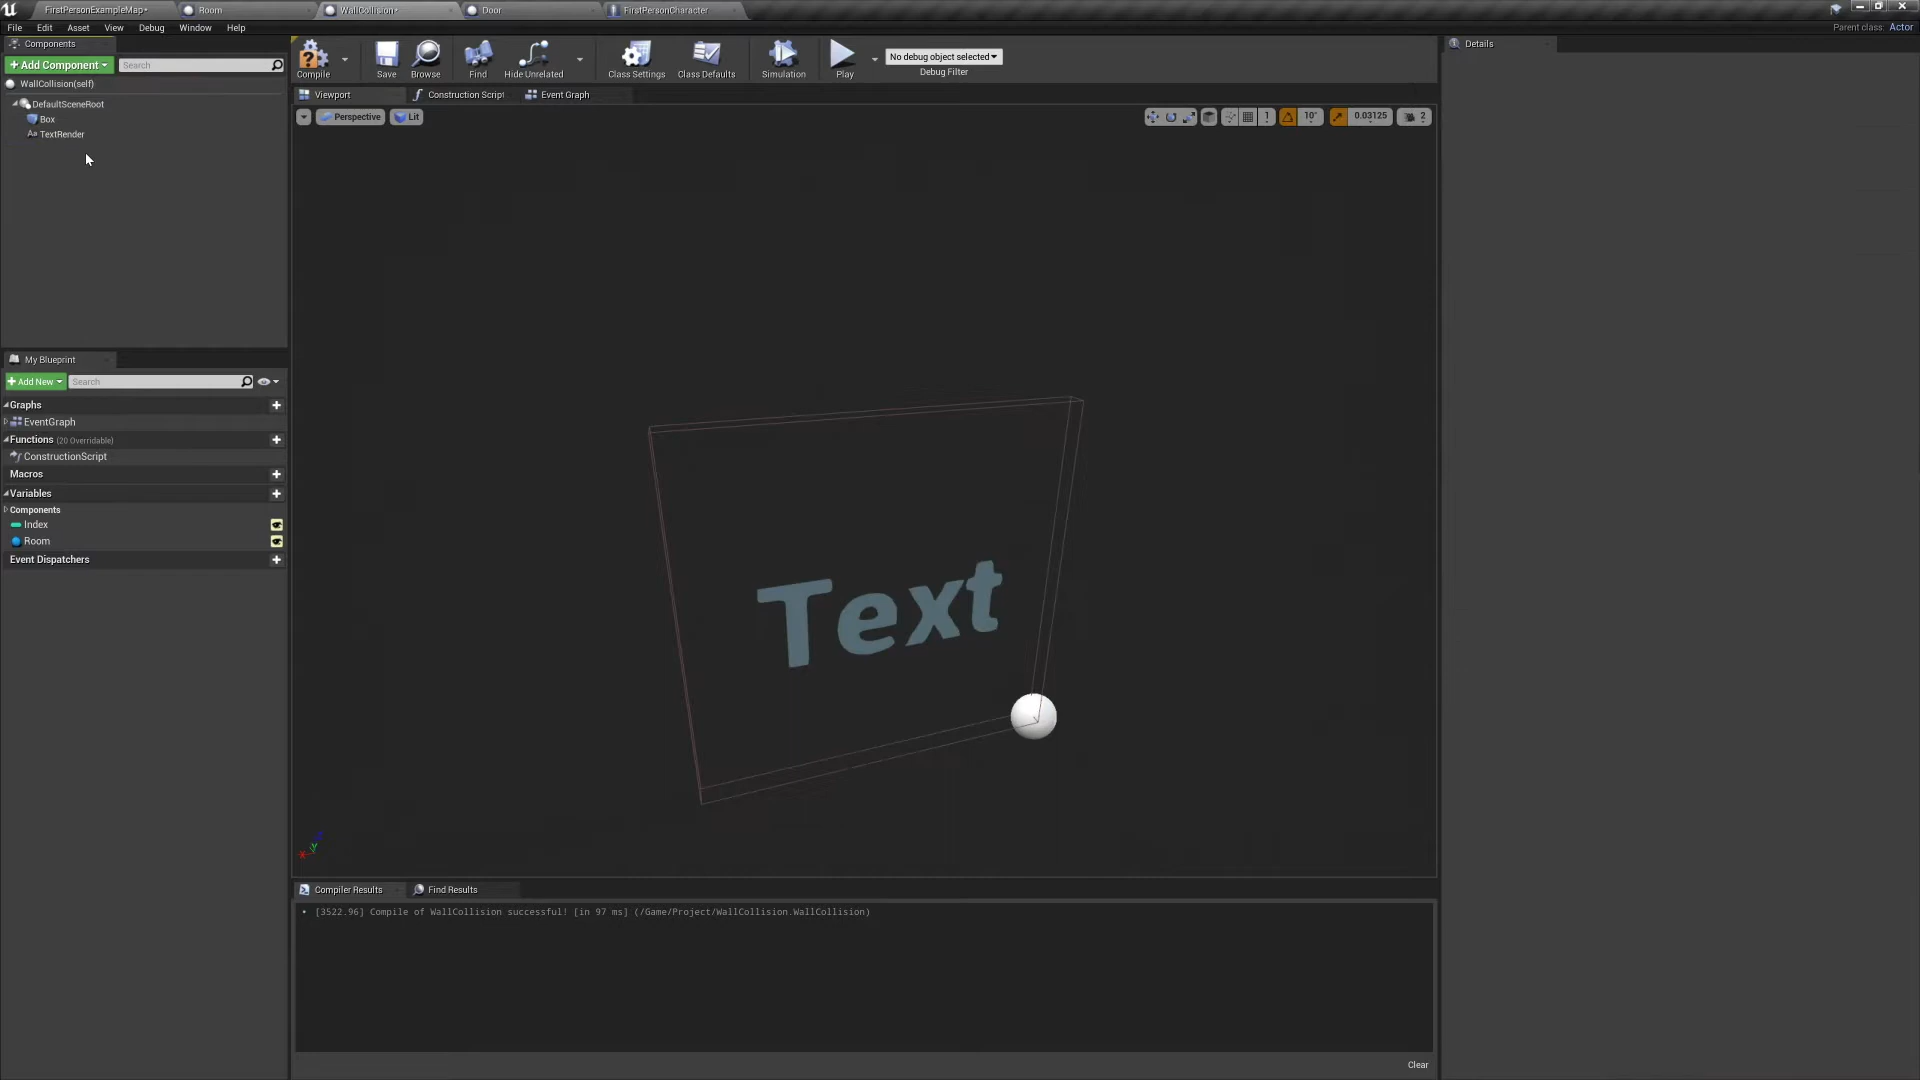 FirstPersonExampleMap•
Room
WallCollision•
Door
FirstPersonCharacter
File
Edit
Asset
View
Debug
Window
Help
Parent class: Actor
Components
+ Add Component
Search
WallCollision(self)
DefaultSceneRoot
Box
TextRender
Compile
Save
Browse
Find
Hide Unrelated
Class Settings
Class Defaults
Simulation
Play
No debug object selected
Debug Filter
Details
Viewport
Construction Script
Event Graph
Perspective
Lit
1
10°
0.03125
2
My Blueprint
+ Add New
Search
Graphs
EventGraph
Functions (20 Overridable)
ConstructionScript
Macros
Variables
Components
Index
Room
Event Dispatchers
Text
Compiler Results
Find Results
[3522.96] Compile of WallCollision successful! [in 97 ms] (/Game/Project/WallCollision.WallCollision)
Clear